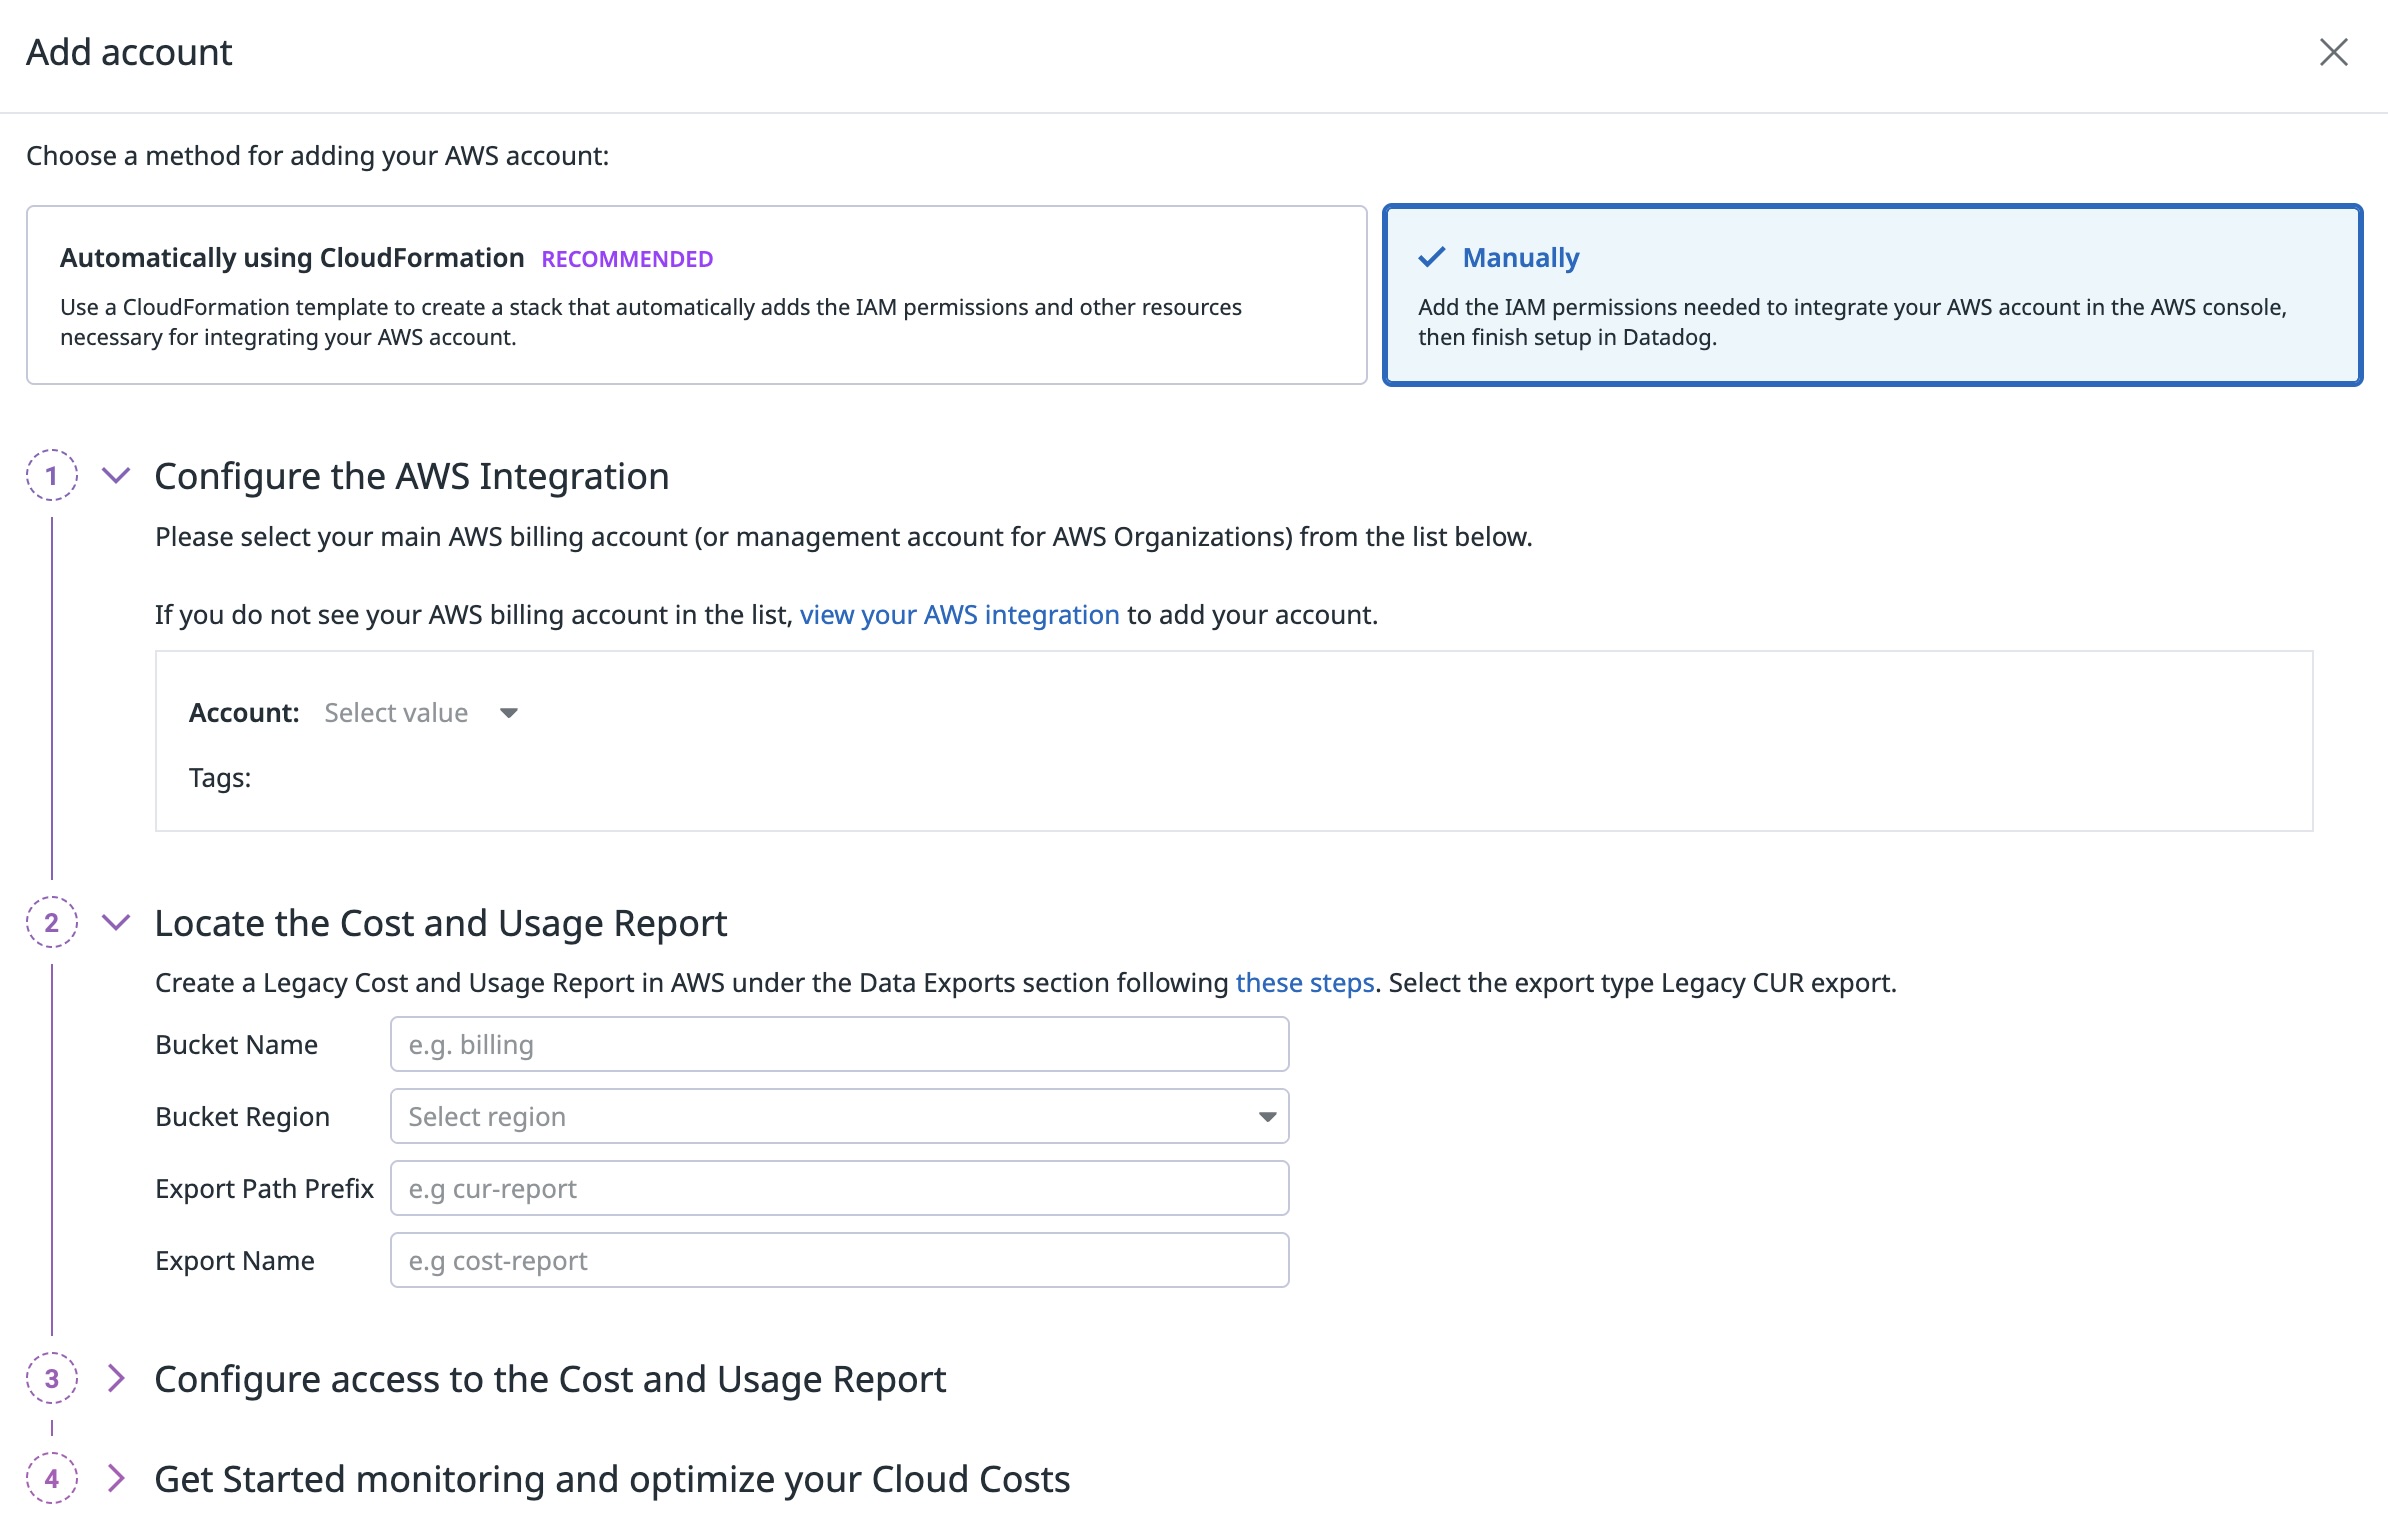 Add account
Choose a method for adding your AWS account:
Automatically using CloudFormation RECOMMENDED
Use a CloudFormation template to create a stack that automatically adds the IAM permissions and other resources
necessary for integrating your AWS account.
Manually
Add the IAM permissions needed to integrate your AWS account in the AWS console,
then finish setup in Datadog.
1 Configure the AWS Integration
Please select your main AWS billing account (or management account for AWS Organizations) from the list below.
If you do not see your AWS billing account in the list, view your AWS integration to add your account.
Account: Select value
Tags:
2 Locate the Cost and Usage Report
Create a Legacy Cost and Usage Report in AWS under the Data Exports section following these steps. Select the export type Legacy CUR export.
Bucket Name e.g. billing
Bucket Region Select region
Export Path Prefix e.g cur-report
Export Name e.g cost-report
3 Configure access to the Cost and Usage Report
4 Get Started monitoring and optimize your Cloud Costs